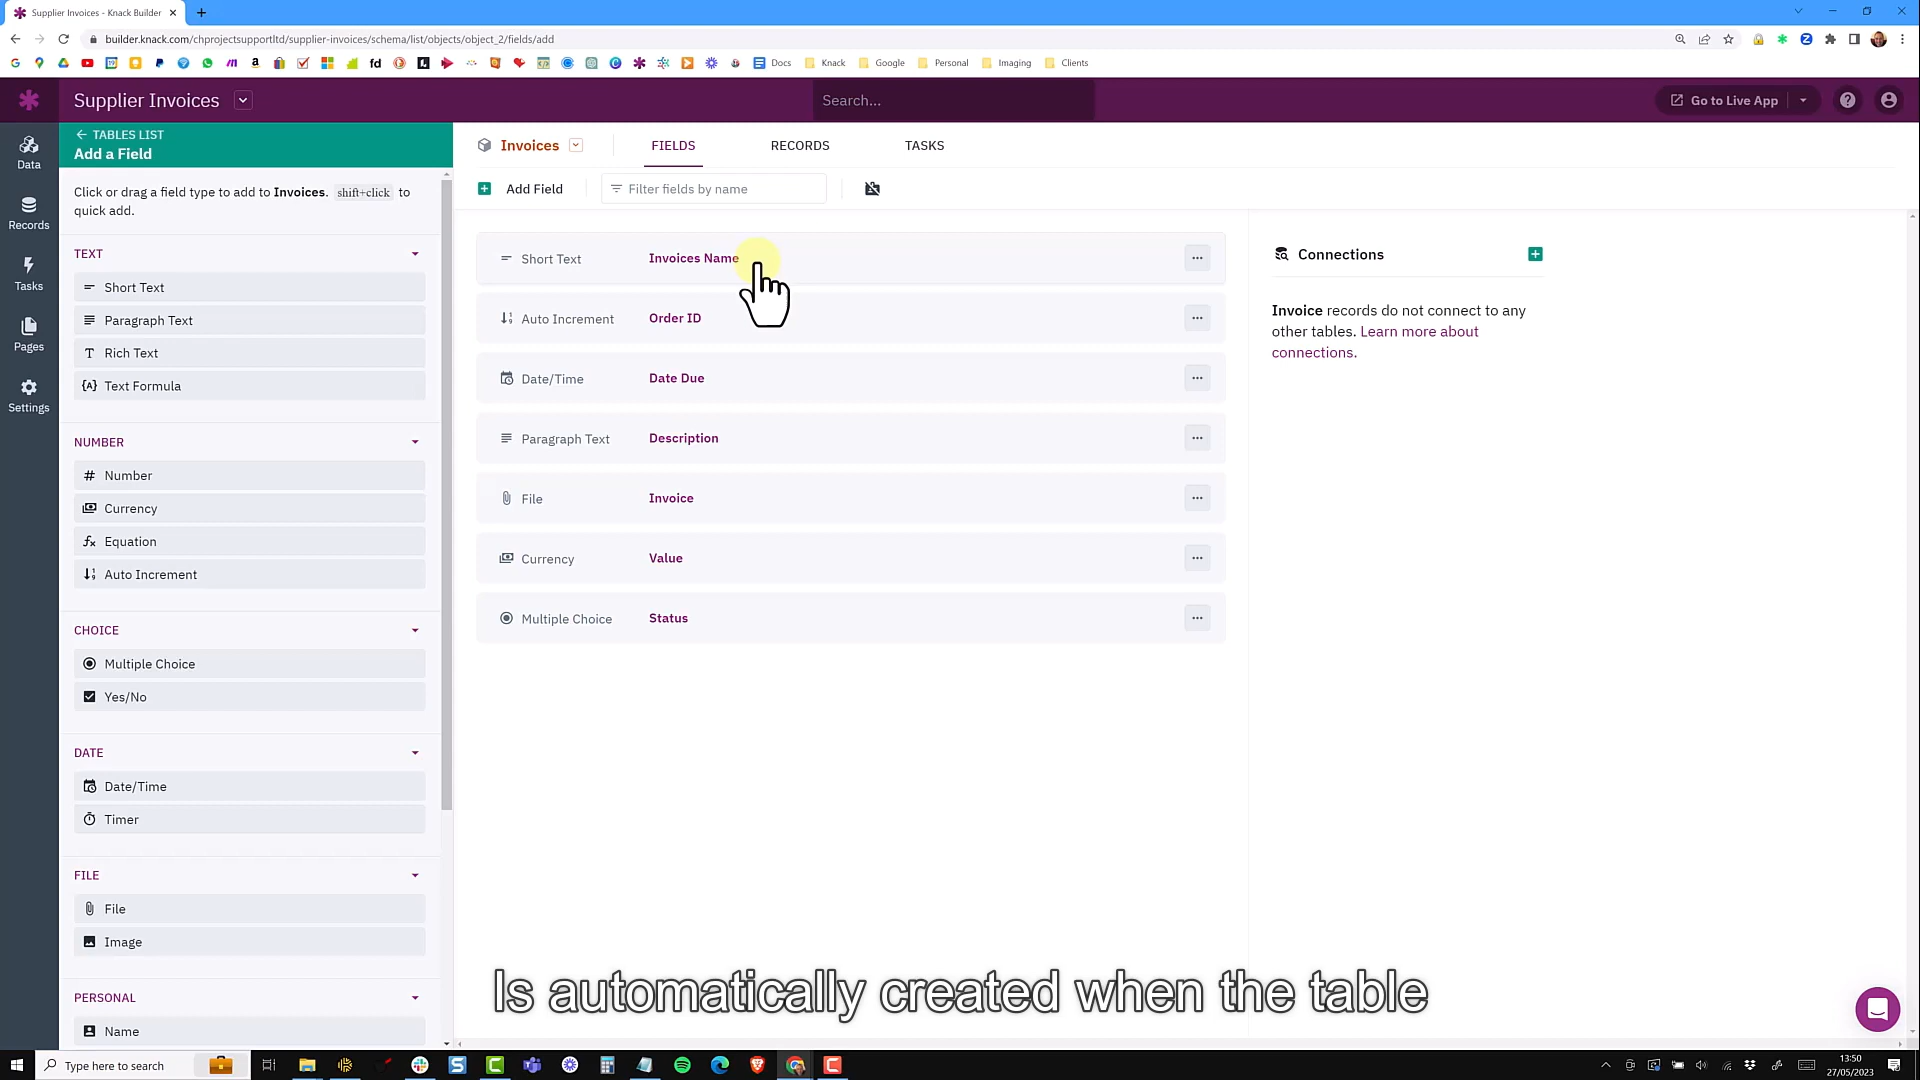 Supplier Invoices - Knack Builder
builder.knack.com/chprojectsupportltd/supplier-invoices/schema/list/objects/object_2/fields/add
Docs
Knack
Google
Personal
Imaging
Clients
Supplier Invoices
Search...
Go to Live App
Data
Records
Tasks
Pages
Settings
TABLES LIST
Add a Field
Click or drag a field type to add to Invoices. shift+click to
quick add.
TEXT
Short Text
Paragraph Text
Rich Text
Text Formula
NUMBER
Number
Currency
Equation
Auto Increment
CHOICE
Multiple Choice
Yes/No
DATE
Date/Time
Timer
FILE
File
Image
PERSONAL
Name
Invoices
FIELDS
RECORDS
TASKS
Add Field
Filter fields by name
Short Text Invoices Name
Auto Increment Order ID
Date/Time Date Due
Paragraph Text Description
File Invoice
Currency Value
Multiple Choice Status
Connections
Invoice records do not connect to any
other tables. Learn more about
connections.
Is automatically created when the table
Type here to search
13:50
27/05/2023